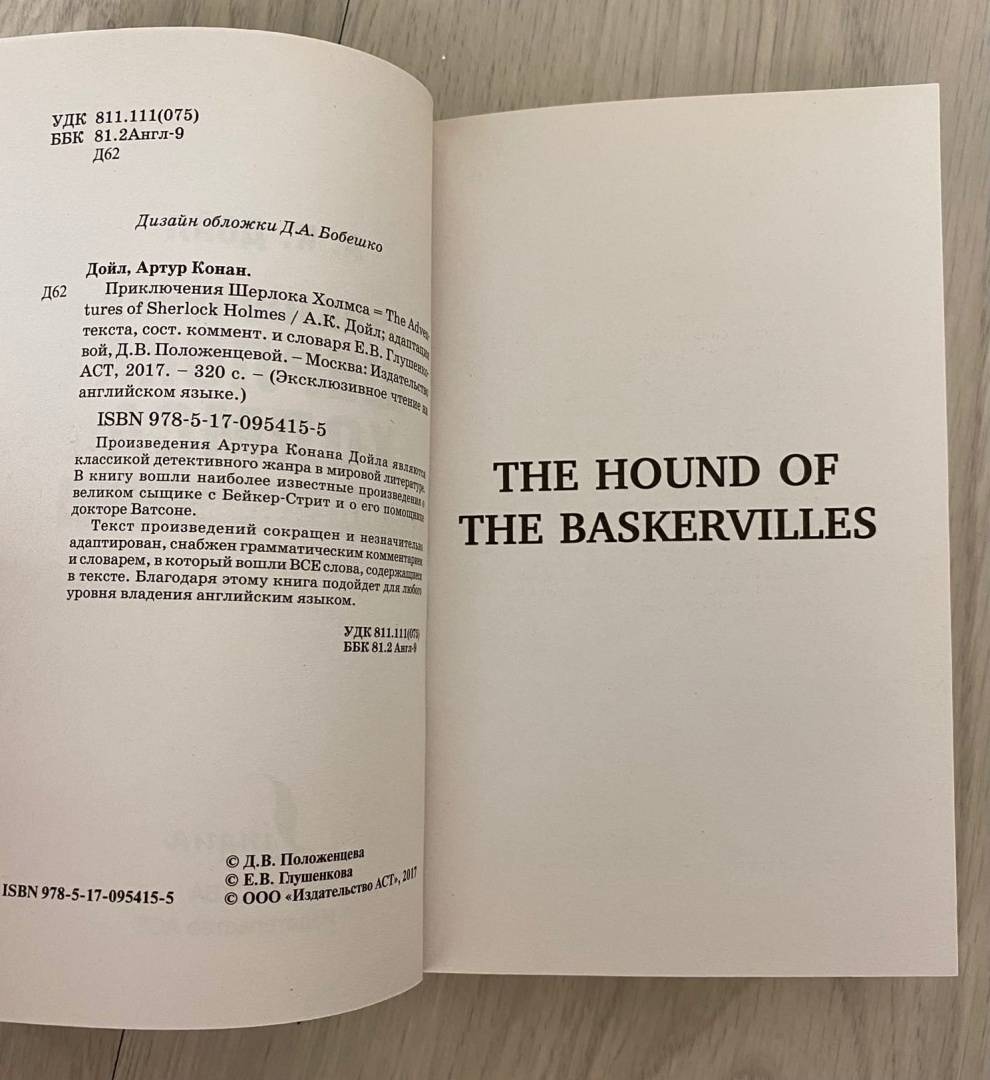 УДК 811.111(075)
ББК 81.2Англ-9
Д62
Дизайн обложки Д.А. Бобешко
Дойл, Артур Конан.
Д62 Приключения Шерлока Холмса = The Adven-
tures of Sherlock Holmes / А.К. Дойл; адаптация
текста, сост. коммент. и словаря Е.В. Глушенко-
вой, Д.В. Положенцевой. – Москва: Издательство
АСТ, 2017. – 320 с. – (Эксклюзивное чтение на
английском языке.)
ISBN 978-5-17-095415-5
Произведения Артура Конана Дойла являются
классикой детективного жанра в мировой литературе.
В книгу вошли наиболее известные произведения о
великом сыщике с Бейкер-Стрит и о его помощнике
докторе Ватсоне.
Текст произведений сокращен и незначительно
адаптирован, снабжен грамматическим комментарием
и словарем, в который вошли ВСЕ слова, содержащиеся
в тексте. Благодаря этому книга подойдет для любого
уровня владения английским языком.
УДК 811.111(075)
ББК 81.2 Англ-9
© Д.В. Положенцева
© Е.В. Глушенкова
ISBN 978-5-17-095415-5 © ООО «Издательство АСТ», 2017
THE HOUND OF
THE BASKERVILLES